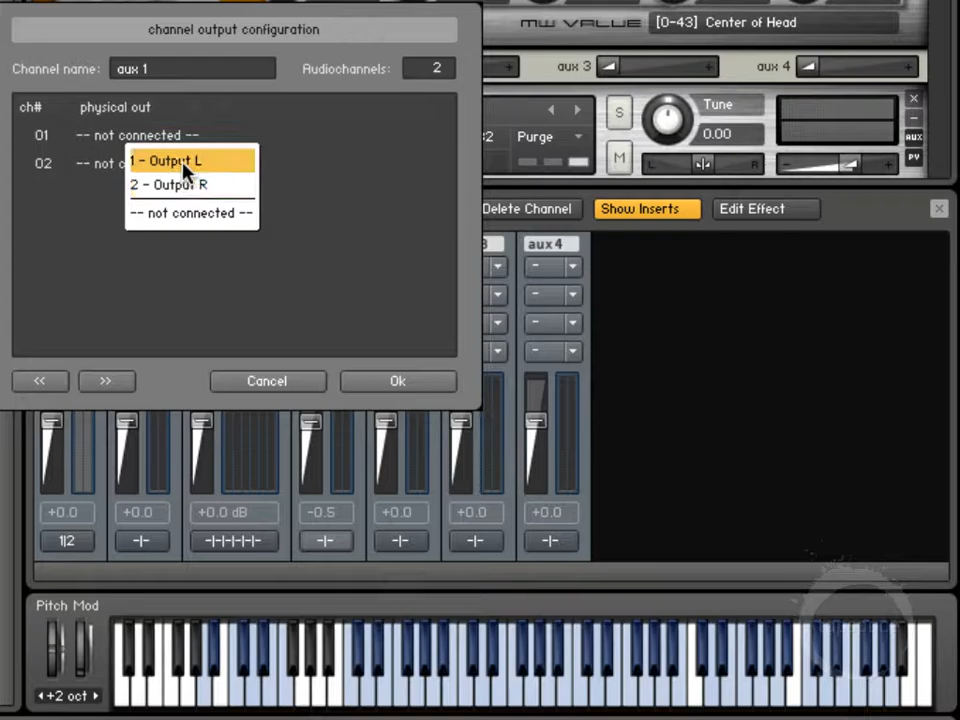 channel output configuration
MW VALUE [0-43] Center of Head
Channel name: aux 1 Audiochannels: 2
aux 3 aux 4
ch# physical out
01 -- not connected --
02 -- not c
1 - Output L
2 - Output R
-- not connected --
Tune
0.00
Purge
S
M
L R
AUX
PV
Delete Channel Show Inserts Edit Effect
aux 4
<< >> Cancel Ok
+0.0 +0.0 +0.0 dB -0.5 +0.0 +0.0 +0.0
1|2 -|- -|-|-|-|- -|- -|- -|- -|-
Pitch Mod
+2 oct